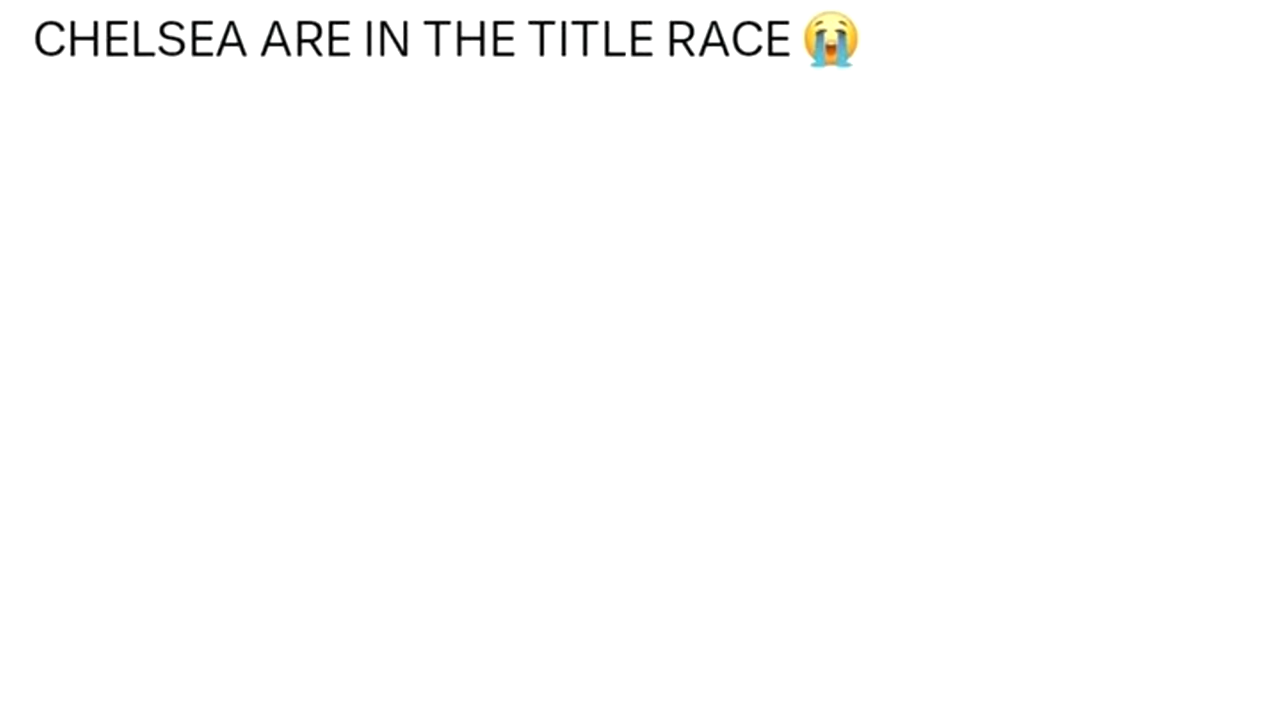 CHELSEA ARE IN THE TITLE RACE 😭